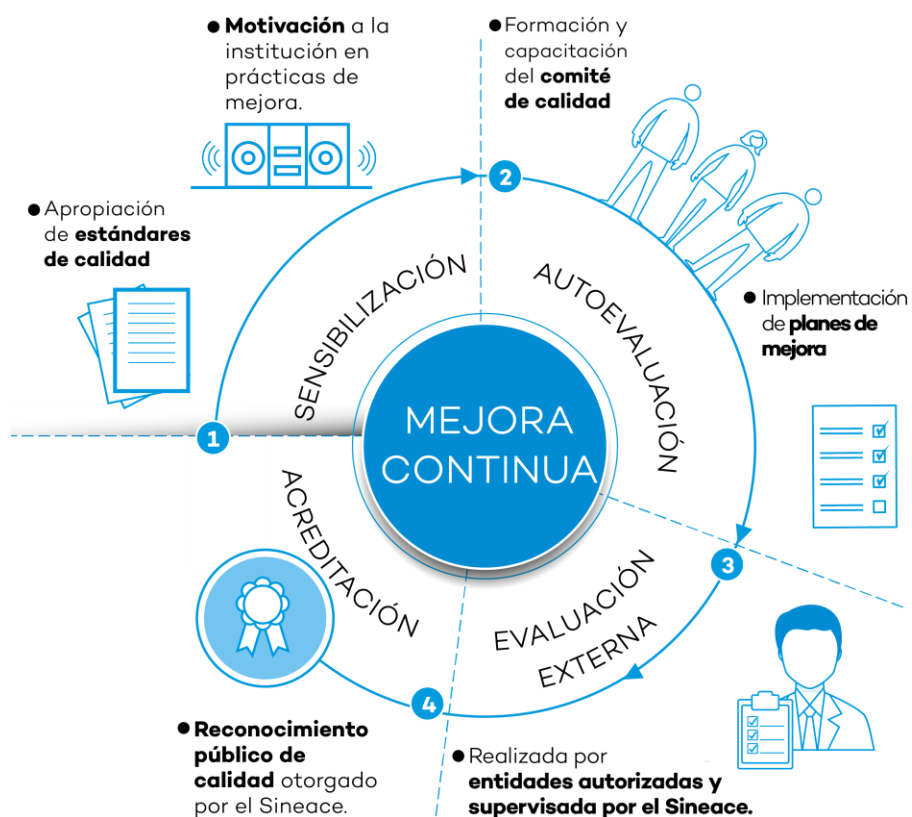 ● Motivación a la
institución en
prácticas de
mejora.
● Formación y
capacitación
del comité
de calidad
● Apropiación
de estándares
de calidad
● Implementación
de planes de
mejora
1
2
3
4
SENSIBILIZACIÓN
AUTOEVALUACIÓN
EVALUACIÓN
EXTERNA
ACREDITACIÓN
MEJORA
CONTINUA
● Reconocimiento
público de
calidad otorgado
por el Sineace.
● Realizada por
entidades autorizadas y
supervisada por el Sineace.